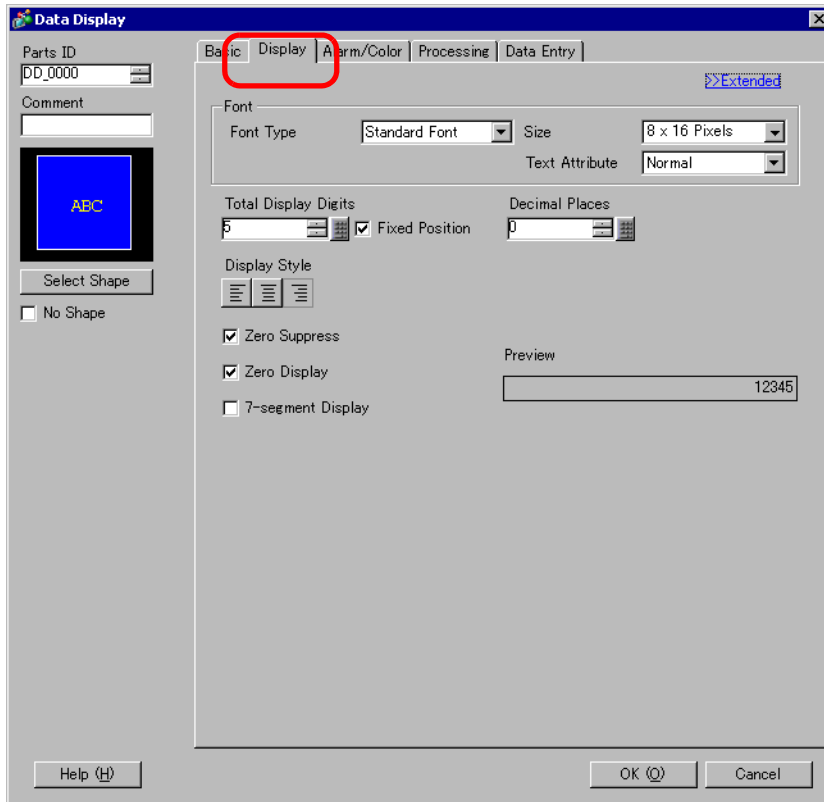 Data Display
Parts ID
DD_0000
Comment
ABC
Select Shape
No Shape
Basic Display Alarm/Color Processing Data Entry
>>Extended
Font
Font Type Standard Font Size 8 x 16 Pixels
Text Attribute Normal
Total Display Digits Decimal Places
5 Fixed Position 0
Display Style
Zero Suppress
Zero Display
7-segment Display
Preview
12345
Help (H) OK (O) Cancel